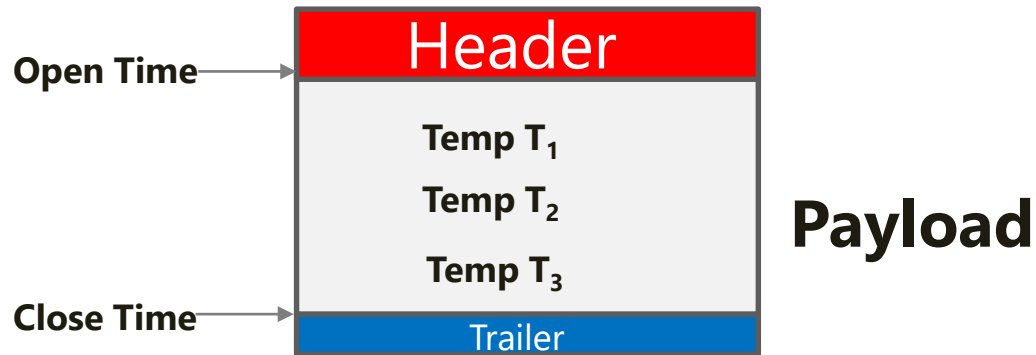 Header
Open Time
Temp T₁
Temp T₂
Payload
Temp T₃
Close Time
Trailer